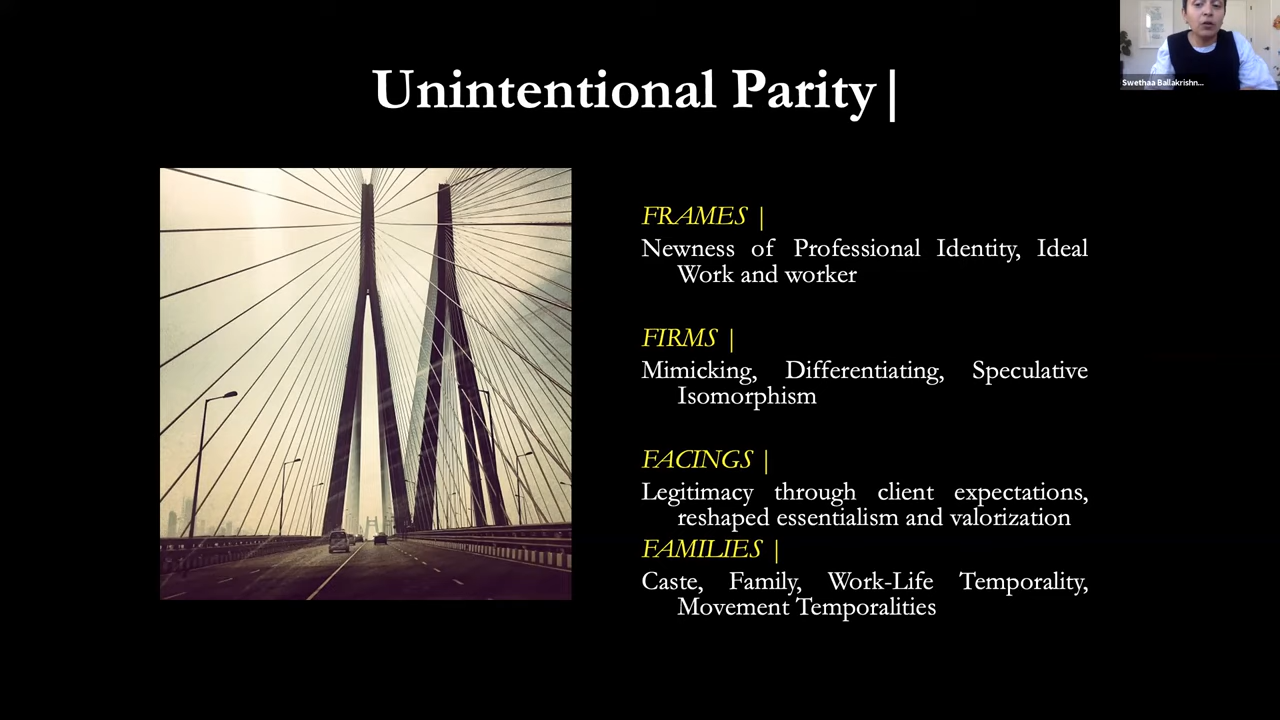 Unintentional Parity|
Swethaa Ballakrishn...
FRAMES |
Newness of Professional Identity, Ideal
Work and worker
FIRMS |
Mimicking, Differentiating, Speculative
Isomorphism
FACINGS |
Legitimacy through client expectations,
reshaped essentialism and valorization
FAMILIES |
Caste, Family, Work-Life Temporality,
Movement Temporalities